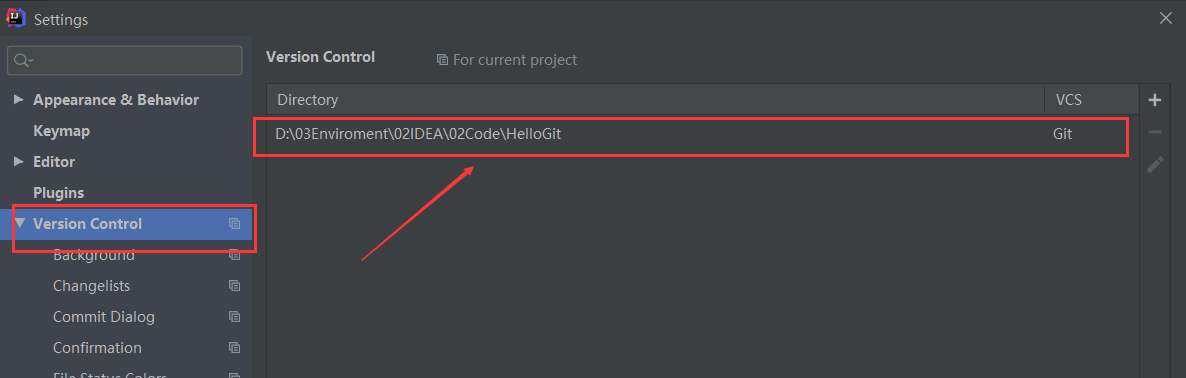 Settings
Version Control
For current project
Appearance & Behavior
Keymap
Editor
Plugins
Version Control
Background
Changelists
Commit Dialog
Confirmation
File Status Colors
Directory VCS
D:\03Enviroment\02IDEA\02Code\HelloGit Git